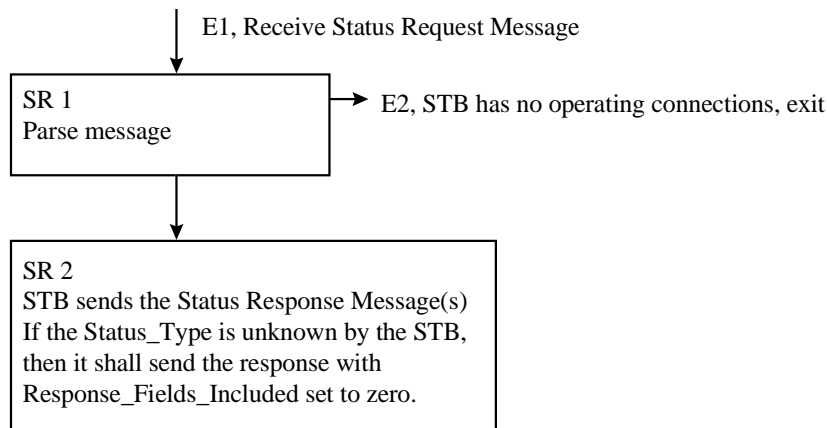 E1, Receive Status Request Message
SR 1
Parse message
E2, STB has no operating connections, exit
SR 2
STB sends the Status Response Message(s)
If the Status_Type is unknown by the STB,
then it shall send the response with
Response_Fields_Included set to zero.